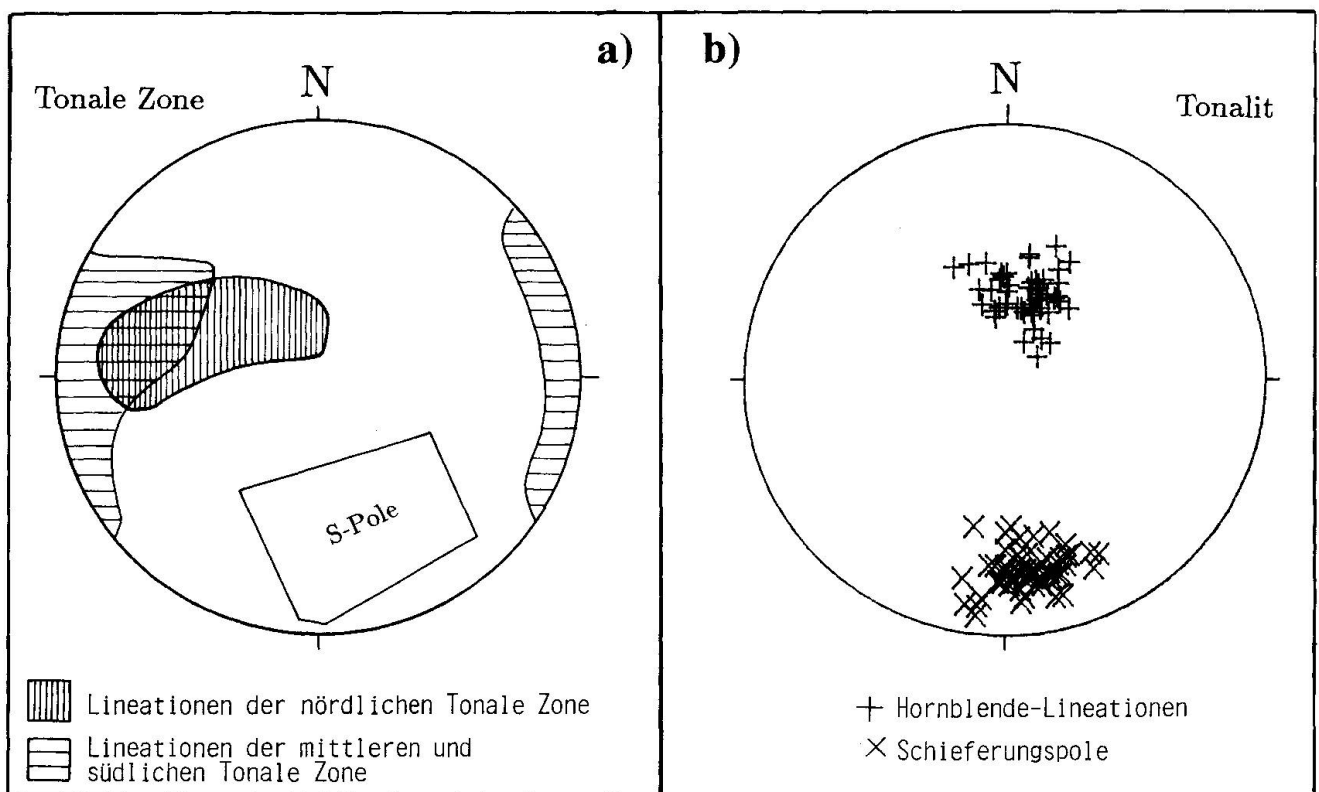 a)
N
Tonale Zone
S-Pole
Lineationen der nördlichen Tonale Zone
Lineationen der mittleren und
südlichen Tonale Zone
b)
N
Tonalit
Hornblende-Lineationen
Schieferungspole